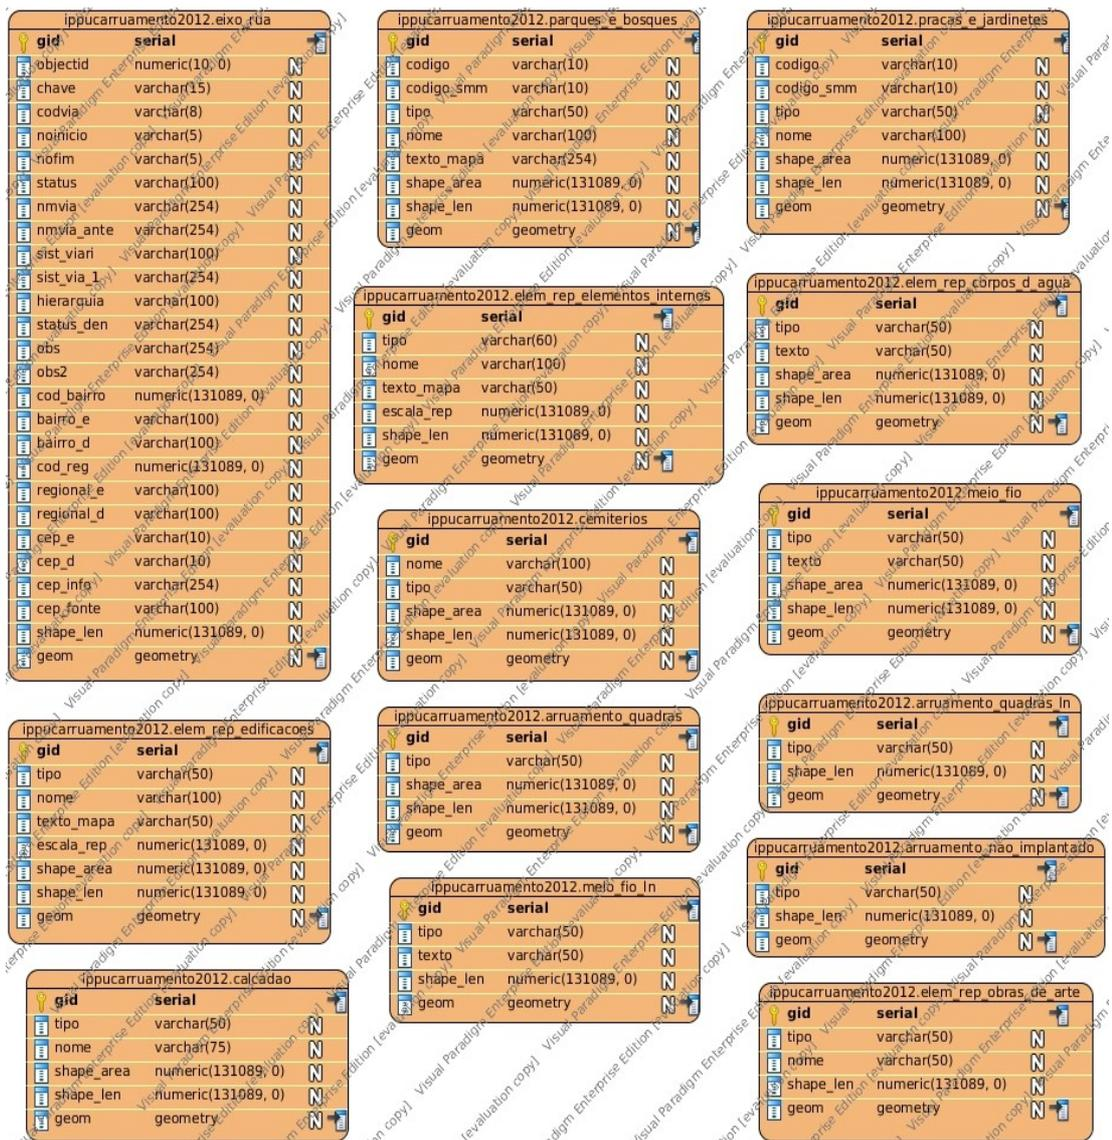 ippucarruamento2012.eixo_rua
gid serial
objectid numeric(10, 0) N
chave varchar(15) N
codvia varchar(8) N
noinicio varchar(5) N
nofim varchar(5) N
status varchar(100) N
nmvia varchar(254) N
nmvia_ante varchar(254) N
sist_viari varchar(100) N
sist_via_1 varchar(254) N
hierarquia varchar(100) N
status_den varchar(254) N
obs varchar(254) N
obs2 varchar(254) N
cod_bairro numeric(131089, 0) N
bairro_e varchar(100) N
bairro_d varchar(100) N
cod_reg numeric(131089, 0) N
regional_e varchar(100) N
regional_d varchar(100) N
cep_e varchar(10) N
cep_d varchar(10) N
cep_info varchar(254) N
cep_fonte varchar(100) N
shape_len numeric(131089, 0) N
geom geometry N
ippucarruamento2012.elem_rep_edificacoes
gid serial
tipo varchar(50) N
nome varchar(100) N
texto_mapa varchar(50) N
escala_rep numeric(131089, 0) N
shape_area numeric(131089, 0) N
shape_len numeric(131089, 0) N
geom geometry N
ippucarruamento2012.calcadao
gid serial
tipo varchar(50) N
nome varchar(75) N
shape_area numeric(131089, 0) N
shape_len numeric(131089, 0) N
geom geometry N
ippucarruamento2012.parques_e_bosques
gid serial
codigo varchar(10) N
codigo_smm varchar(10) N
tipo varchar(50) N
nome varchar(100) N
texto_mapa varchar(254) N
shape_area numeric(131089, 0) N
shape_len numeric(131089, 0) N
geom geometry N
ippucarruamento2012.elem_rep_elementos_internos
gid serial
tipo varchar(60) N
nome varchar(100) N
texto_mapa varchar(50) N
escala_rep numeric(131089, 0) N
shape_len numeric(131089, 0) N
geom geometry N
ippucarruamento2012.cemiterios
gid serial
nome varchar(100) N
tipo varchar(50) N
shape_area numeric(131089, 0) N
shape_len numeric(131089, 0) N
geom geometry N
ippucarruamento2012.arruamento_quadras
gid serial
tipo varchar(50) N
shape_area numeric(131089, 0) N
shape_len numeric(131089, 0) N
geom geometry N
ippucarruamento2012.meio_fio_ln
gid serial
tipo varchar(50) N
texto varchar(50) N
shape_len numeric(131089, 0) N
geom geometry N
ippucarruamento2012.pracas_e_jardinetes
gid serial
codigo varchar(10) N
codigo_smm varchar(10) N
tipo varchar(50) N
nome varchar(100) N
shape_area numeric(131089, 0) N
shape_len numeric(131089, 0) N
geom geometry N
ippucarruamento2012.elem_rep_corpos_d_agua
gid serial
tipo varchar(50) N
texto varchar(50) N
shape_area numeric(131089, 0) N
shape_len numeric(131089, 0) N
geom geometry N
ippucarruamento2012.meio_fio
gid serial
tipo varchar(50) N
texto varchar(50) N
shape_area numeric(131089, 0) N
shape_len numeric(131089, 0) N
geom geometry N
ippucarruamento2012.arruamento_quadras_ln
gid serial
tipo varchar(50) N
shape_len numeric(131089, 0) N
geom geometry N
ippucarruamento2012.arruamento_nao_implantado
gid serial
tipo varchar(50) N
shape_len numeric(131089, 0) N
geom geometry N
ippucarruamento2012.elem_rep_obras_de_arte
gid serial
tipo varchar(50) N
nome varchar(50) N
shape_len numeric(131089, 0) N
geom geometry N
Visual Paradigm Enterprise Edition [evaluation copy]